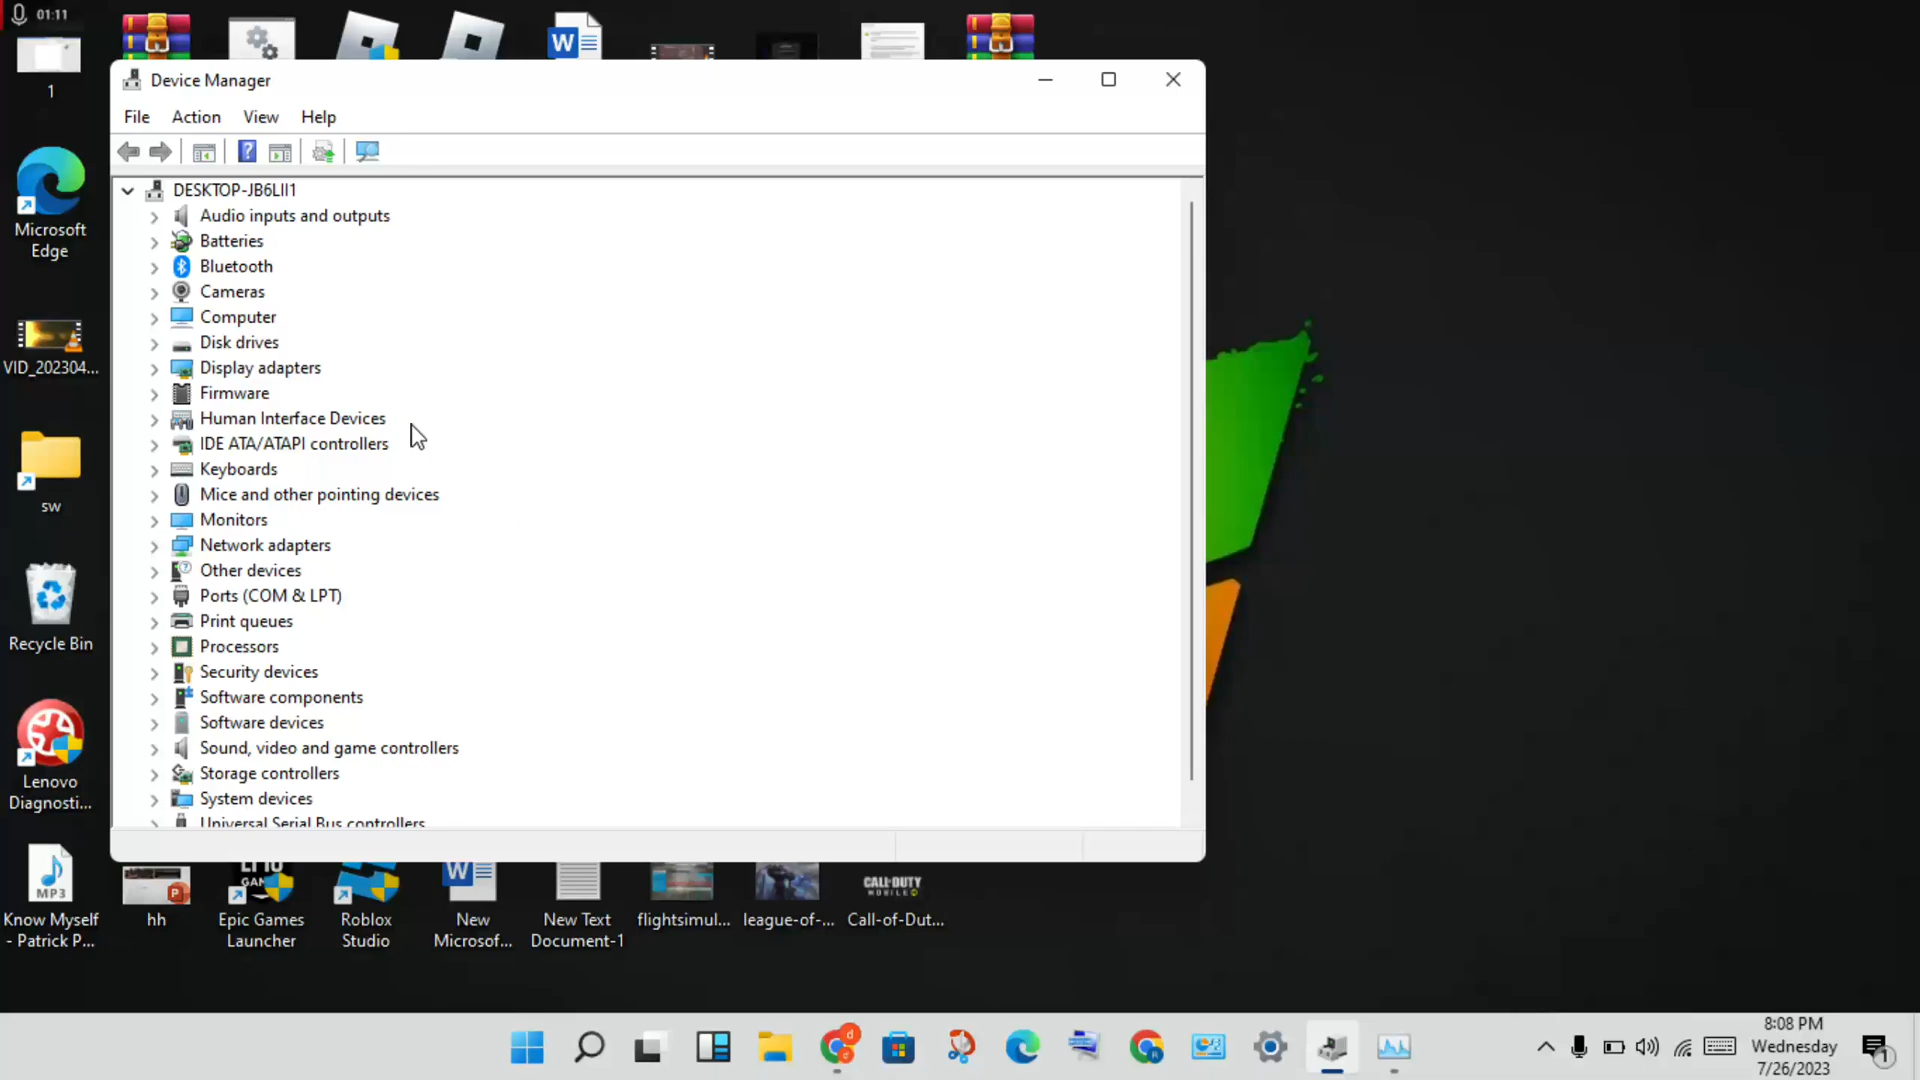 01:11
1
Device Manager
File Action View Help
DESKTOP-JB6LII1
Audio inputs and outputs
Batteries
Bluetooth
Cameras
Computer
Disk drives
Display adapters
Firmware
Human Interface Devices
IDE ATA/ATAPI controllers
Keyboards
Mice and other pointing devices
Monitors
Network adapters
Other devices
Ports (COM & LPT)
Print queues
Processors
Security devices
Software components
Software devices
Sound, video and game controllers
Storage controllers
System devices
Universal Serial Bus controllers
Microsoft
Edge
VID_202304...
sw
Recycle Bin
Lenovo
Diagnosti...
MP3
Know Myself
- Patrick P...
hh
Epic Games
Launcher
Roblox
Studio
New
Microsof...
New Text
Document-1
flightsimul...
league-of-...
CALL·DUTY
MOBILE
Call-of-Dut...
8:08 PM
Wednesday
7/26/2023
1